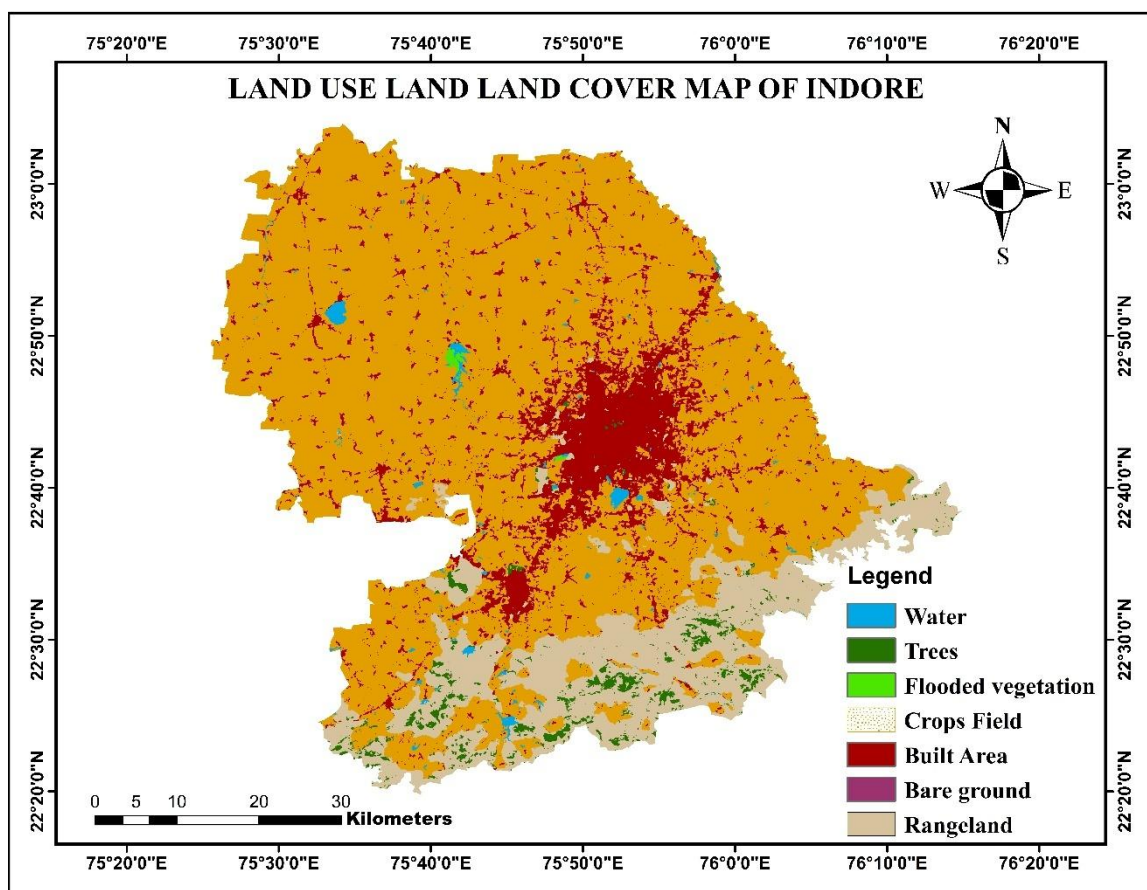 75°20'0"E 75°30'0"E 75°40'0"E 75°50'0"E 76°0'0"E 76°10'0"E 76°20'0"E
LAND USE LAND LAND COVER MAP OF INDORE
N
W E
S
23°0'0"N 23°0'0"N
22°50'0"N 22°50'0"N
22°40'0"N 22°40'0"N
22°30'0"N 22°30'0"N
22°20'0"N 22°20'0"N
Legend
Water
Trees
Flooded vegetation
Crops Field
Built Area
Bare ground
Rangeland
0 5 10 20 30
Kilometers
75°20'0"E 75°30'0"E 75°40'0"E 75°50'0"E 76°0'0"E 76°10'0"E 76°20'0"E